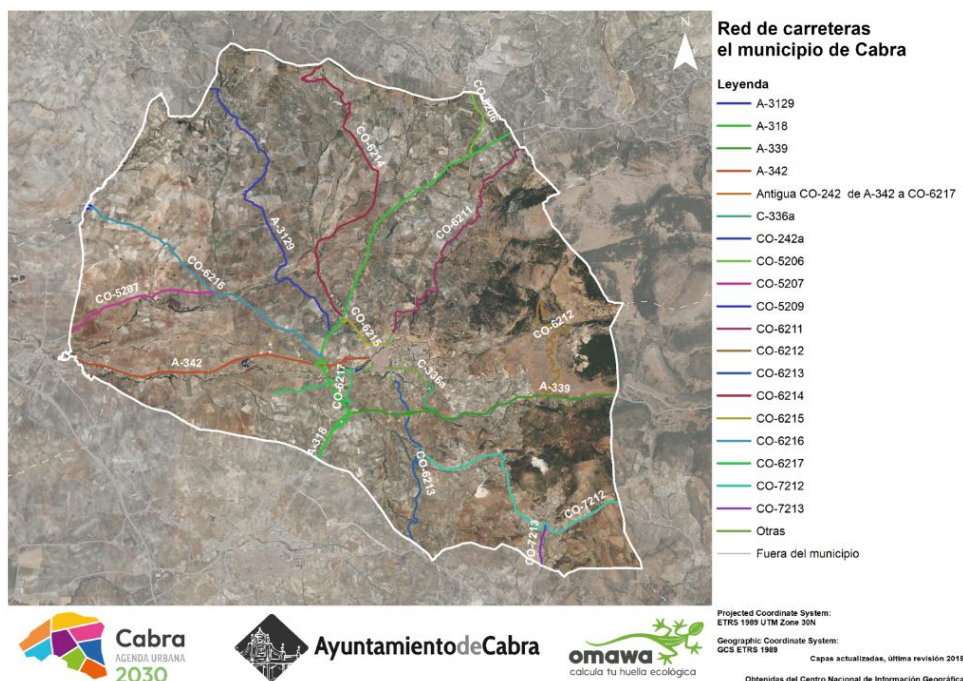 N
Red de carreteras
el municipio de Cabra
Leyenda
A-3129
A-318
A-339
A-342
Antigua CO-242 de A-342 a CO-6217
C-336a
CO-242a
CO-5206
CO-5207
CO-5209
CO-6211
CO-6212
CO-6213
CO-6214
CO-6215
CO-6216
CO-6217
CO-7212
CO-7213
Otras
Fuera del municipio
CO-5206
CO-6214
CO-6211
A-3129
CO-6216
CO-5207
CO-6212
CO-6215
A-342
CO-6217
C-336a
A-339
A-318
CO-6213
CO-7212
CO-7213
Cabra
AGENDA URBANA
2030
AyuntamientodeCabra
omawa
calcula tu huella ecológica
Projected Coordinate System:
ETRS 1989 UTM Zone 30N
Geographic Coordinate System:
GCS ETRS 1989
Capas actualizadas, última revisión 2015
Obtenidas del Centro Nacional de Información Geográfica